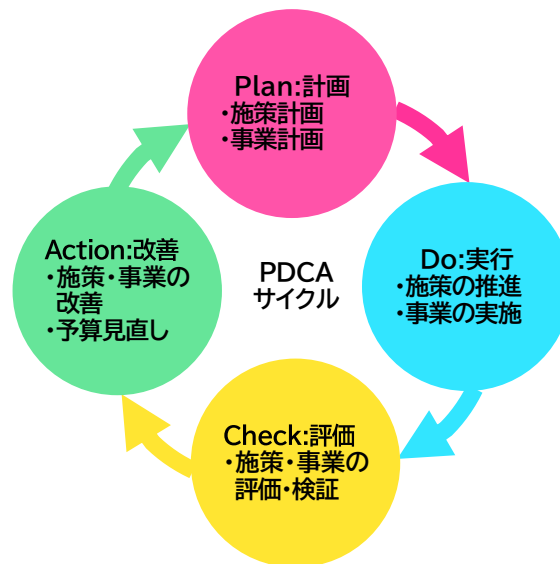 Plan:計画
・施策計画
・事業計画
Do:実行
・施策の推進
・事業の実施
Check:評価
・施策・事業の
評価・検証
Action:改善
・施策・事業の
改善
・予算見直し
PDCA
サイクル